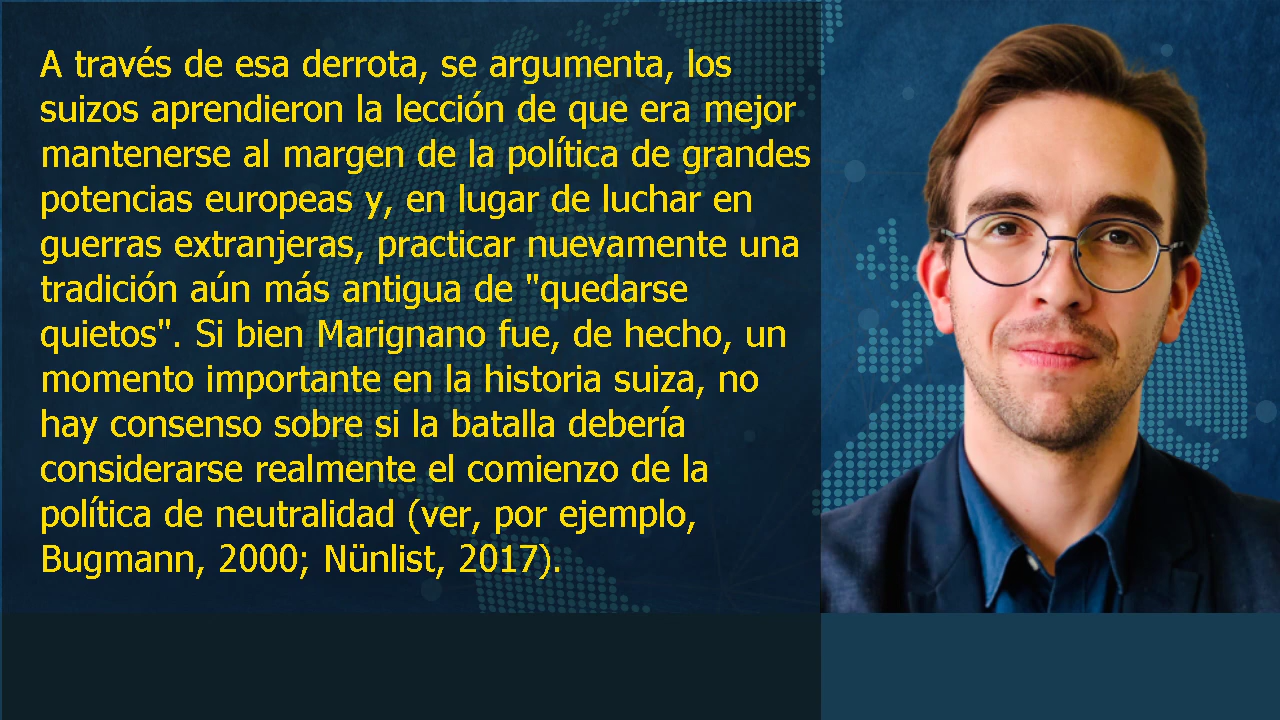 A través de esa derrota, se argumenta, los
suizos aprendieron la lección de que era mejor
mantenerse al margen de la política de grandes
potencias europeas y, en lugar de luchar en
guerras extranjeras, practicar nuevamente una
tradición aún más antigua de "quedarse
quietos". Si bien Marignano fue, de hecho, un
momento importante en la historia suiza, no
hay consenso sobre si la batalla debería
considerarse realmente el comienzo de la
política de neutralidad (ver, por ejemplo,
Bugmann, 2000; Nünlist, 2017).